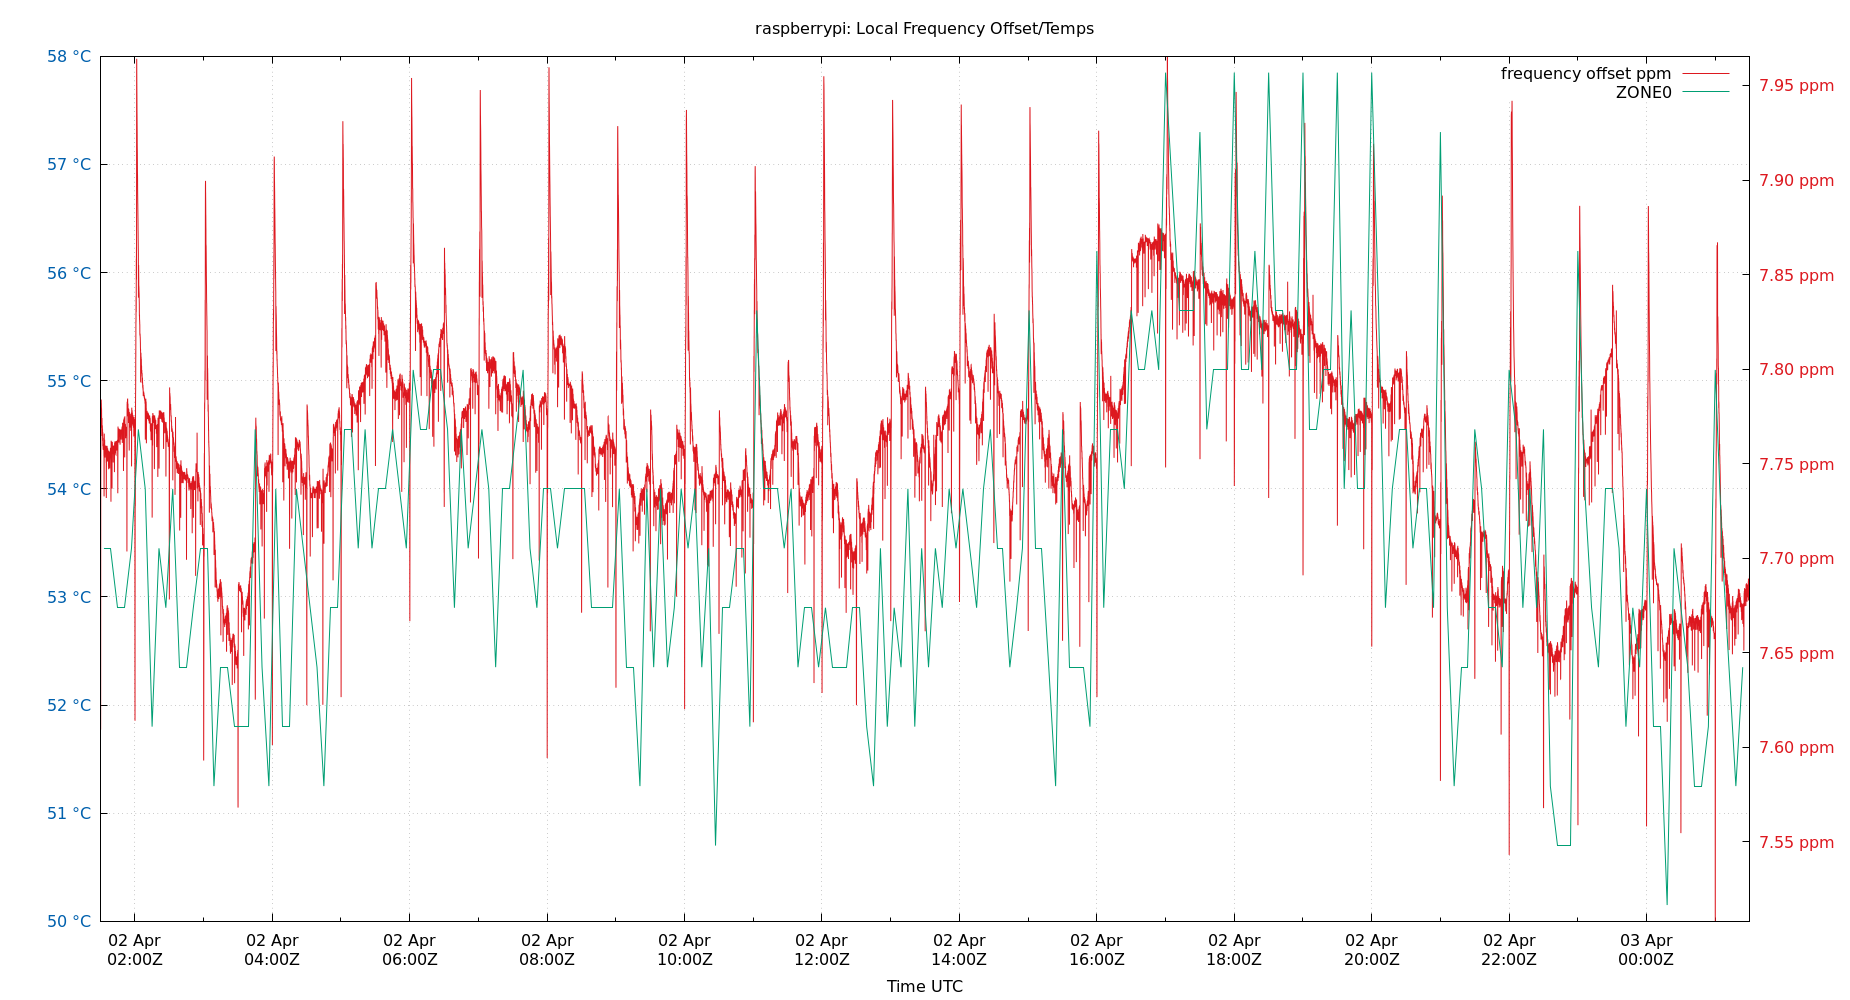 raspberrypi: Local Frequency Offset/Temps
58 °C
57 °C
56 °C
55 °C
54 °C
53 °C
52 °C
51 °C
50 °C
frequency offset ppm
ZONE0
7.95 ppm
7.90 ppm
7.85 ppm
7.80 ppm
7.75 ppm
7.70 ppm
7.65 ppm
7.60 ppm
7.55 ppm
02 Apr
02:00Z
02 Apr
04:00Z
02 Apr
06:00Z
02 Apr
08:00Z
02 Apr
10:00Z
02 Apr
12:00Z
02 Apr
14:00Z
02 Apr
16:00Z
02 Apr
18:00Z
02 Apr
20:00Z
02 Apr
22:00Z
03 Apr
00:00Z
Time UTC